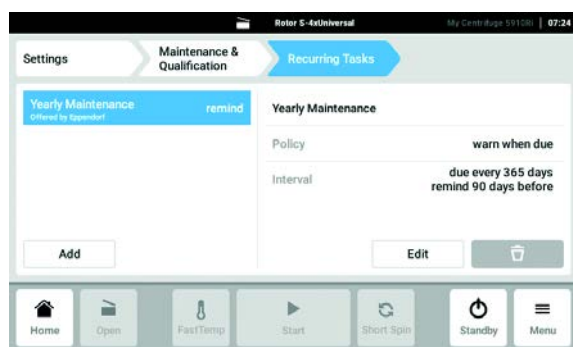 Rotor S-4xUniversal
My Centrifuge 5910Ri
07:24
Settings
Maintenance &
Qualification
Recurring Tasks
Yearly Maintenance
remind
Offered by Eppendorf
Yearly Maintenance
Policy
warn when due
Interval
due every 365 days
remind 90 days before
Add
Edit
Home
Open
FastTemp
Start
Short Spin
Standby
Menu